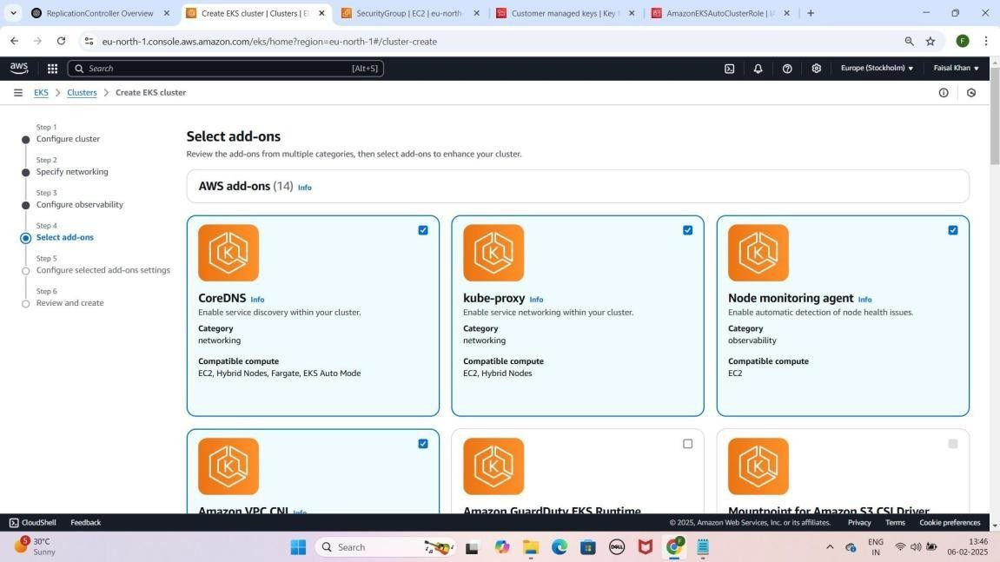 ReplicationController Overview
Create EKS cluster | Clusters | El
SecurityGroup | EC2 | eu-north-
Customer managed keys | Key
AmazonEKSAutoClusterRole | IA
eu-north-1.console.aws.amazon.com/eks/home?region=eu-north-1#/cluster-create
F
aws
Search
[Alt+S]
Europe (Stockholm)
Faisal Khan
EKS > Clusters > Create EKS cluster
Step 1
Configure cluster
Step 2
Specify networking
Step 3
Configure observability
Step 4
Select add-ons
Step 5
Configure selected add-ons settings
Step 6
Review and create
Select add-ons
Review the add-ons from multiple categories, then select add-ons to enhance your cluster.
AWS add-ons (14) Info
CoreDNS Info
Enable service discovery within your cluster.
Category
networking
Compatible compute
EC2, Hybrid Nodes, Fargate, EKS Auto Mode
kube-proxy Info
Enable service networking within your cluster.
Category
networking
Compatible compute
EC2, Hybrid Nodes
Node monitoring agent Info
Enable automatic detection of node health issues.
Category
observability
Compatible compute
EC2
Amazon VPC CNI Info
Amazon GuardDuty EKS Runtime
Mountpoint for Amazon S3 CSI Driver
CloudShell
Feedback
© 2025, Amazon Web Services, Inc. or its affiliates.
Privacy
Terms
Cookie preferences
5
30°C
Sunny
Search
DELL
F
ENG
IN
13:46
06-02-2025